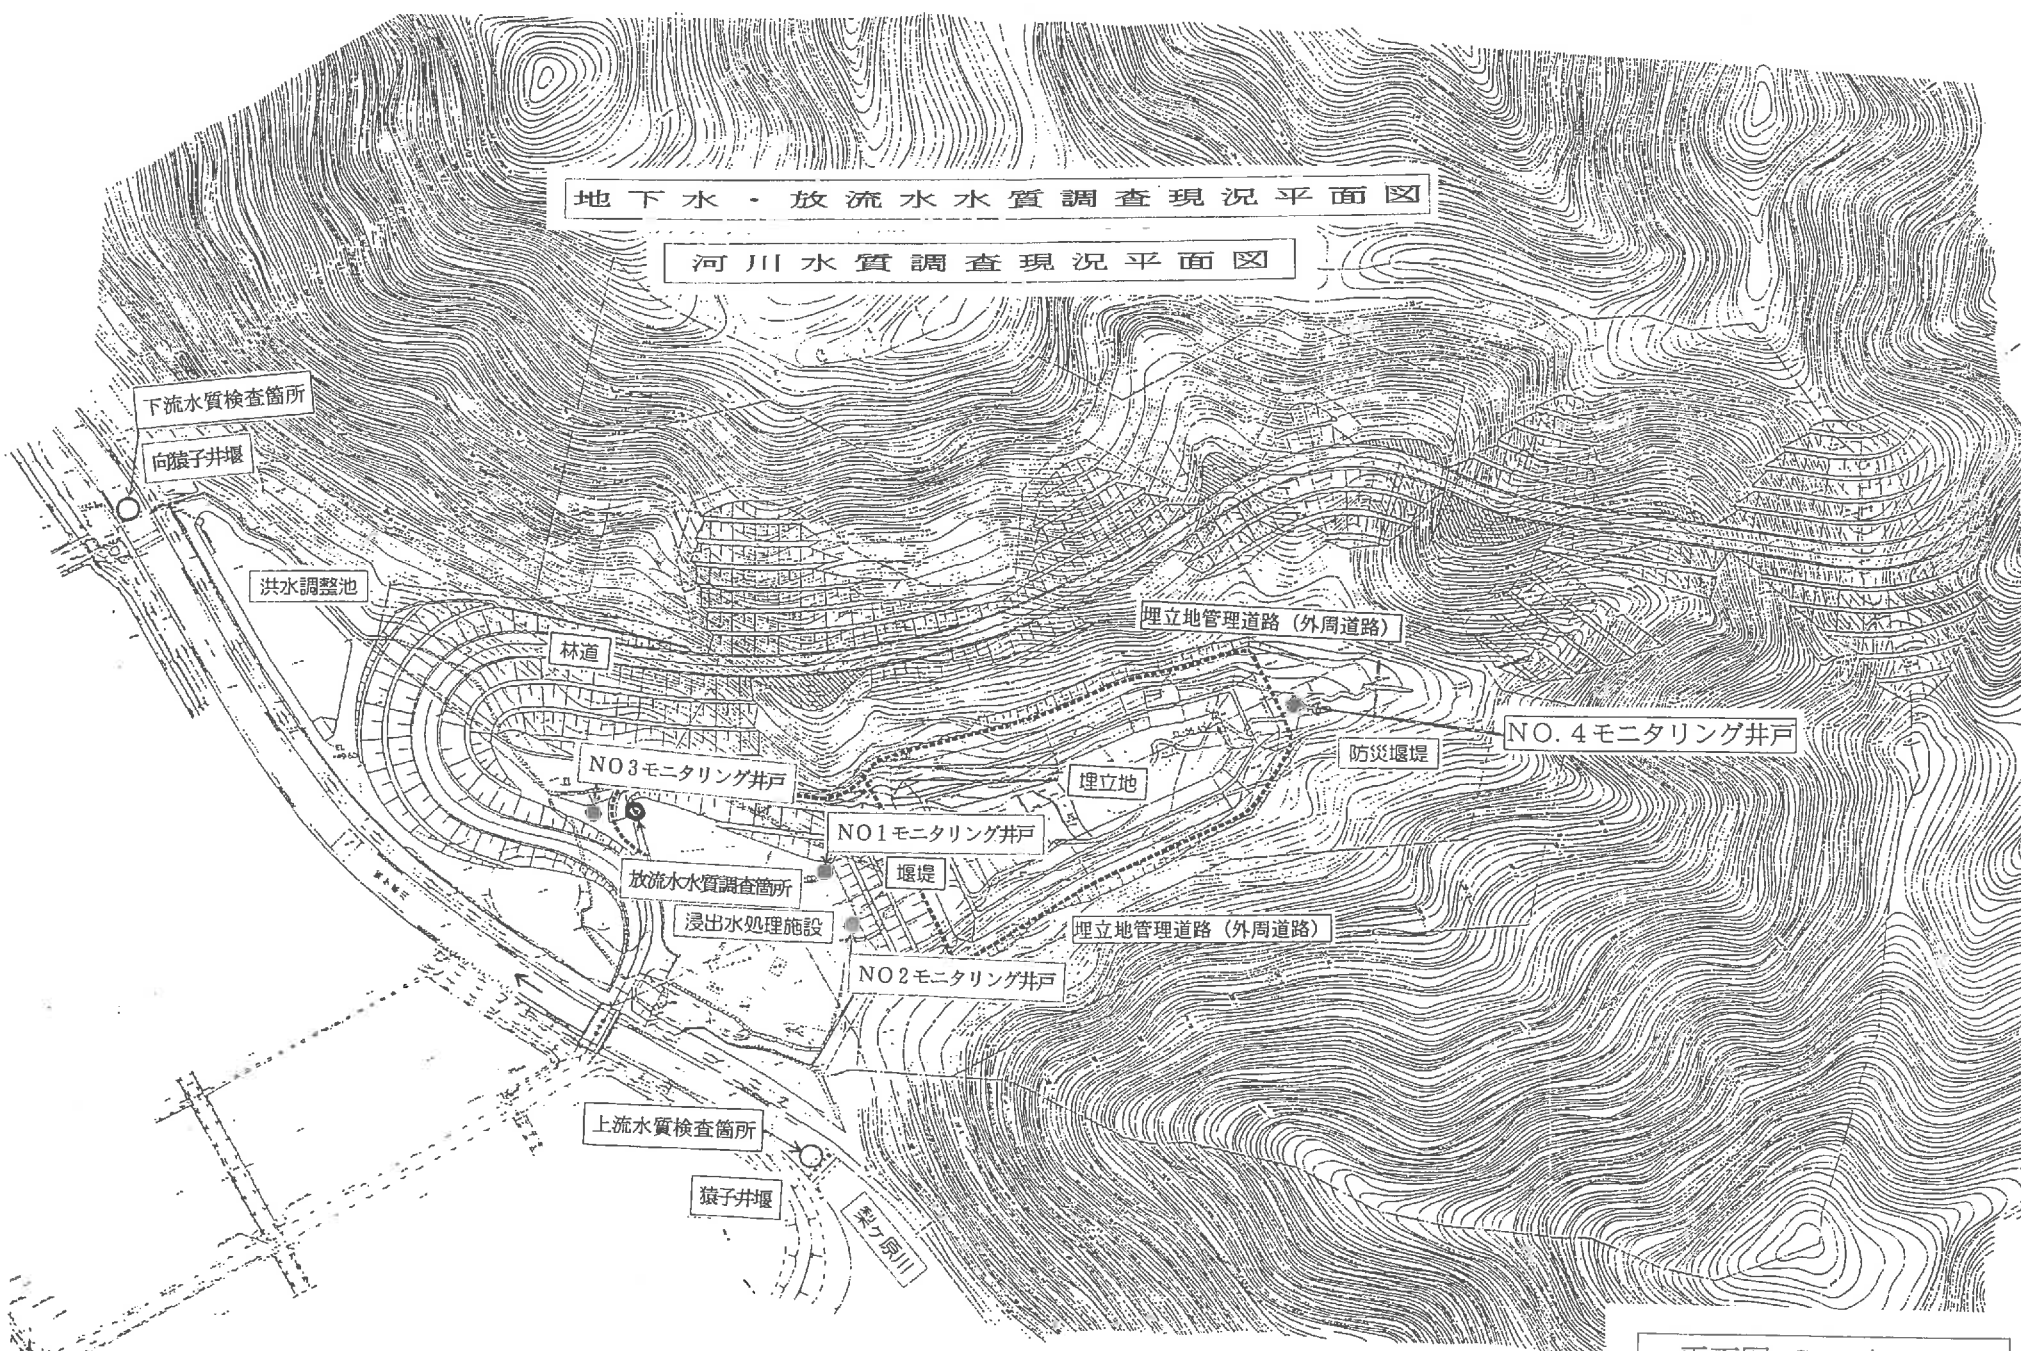 地下水・放流水水質調査現況平面図
河川水質調査現況平面図
下流水質検査箇所
向猿子井堰
洪水調整池
林道
埋立地管理道路（外周道路）
NO.4モニタリング井戸
防災堰堤
NO3モニタリング井戸
埋立地
NO1モニタリング井戸
堰堤
放流水水質調査箇所
浸出水処理施設
埋立地管理道路（外周道路）
NO2モニタリング井戸
上流水質検査箇所
猿子井堰
梨ヶ原川